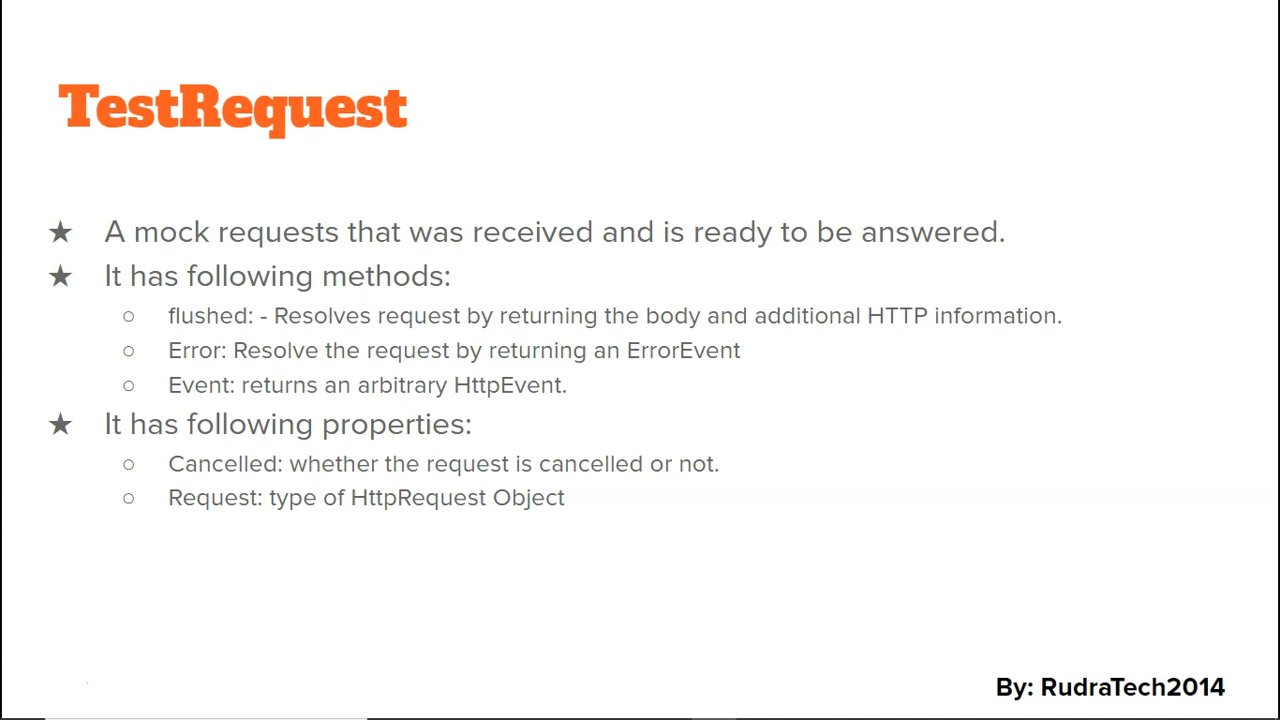 TestRequest
★ A mock requests that was received and is ready to be answered.
★ It has following methods:
○ flushed: - Resolves request by returning the body and additional HTTP information.
○ Error: Resolve the request by returning an ErrorEvent
○ Event: returns an arbitrary HttpEvent.
★ It has following properties:
○ Cancelled: whether the request is cancelled or not.
○ Request: type of HttpRequest Object
By: RudraTech2014